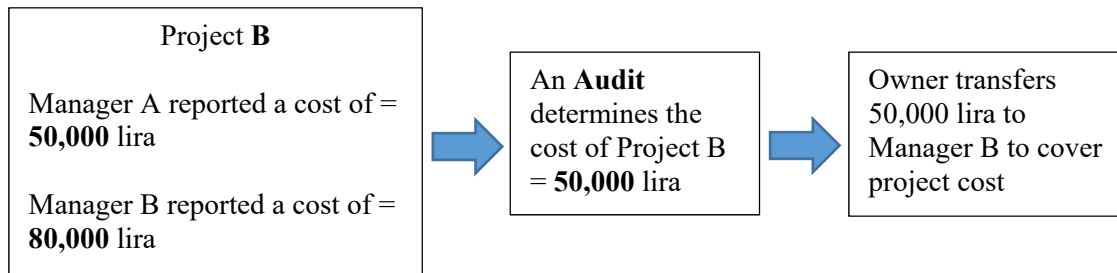 Project B
Manager A reported a cost of =
50,000 lira
Manager B reported a cost of =
80,000 lira
An Audit
determines the
cost of Project B
= 50,000 lira
Owner transfers
50,000 lira to
Manager B to cover
project cost